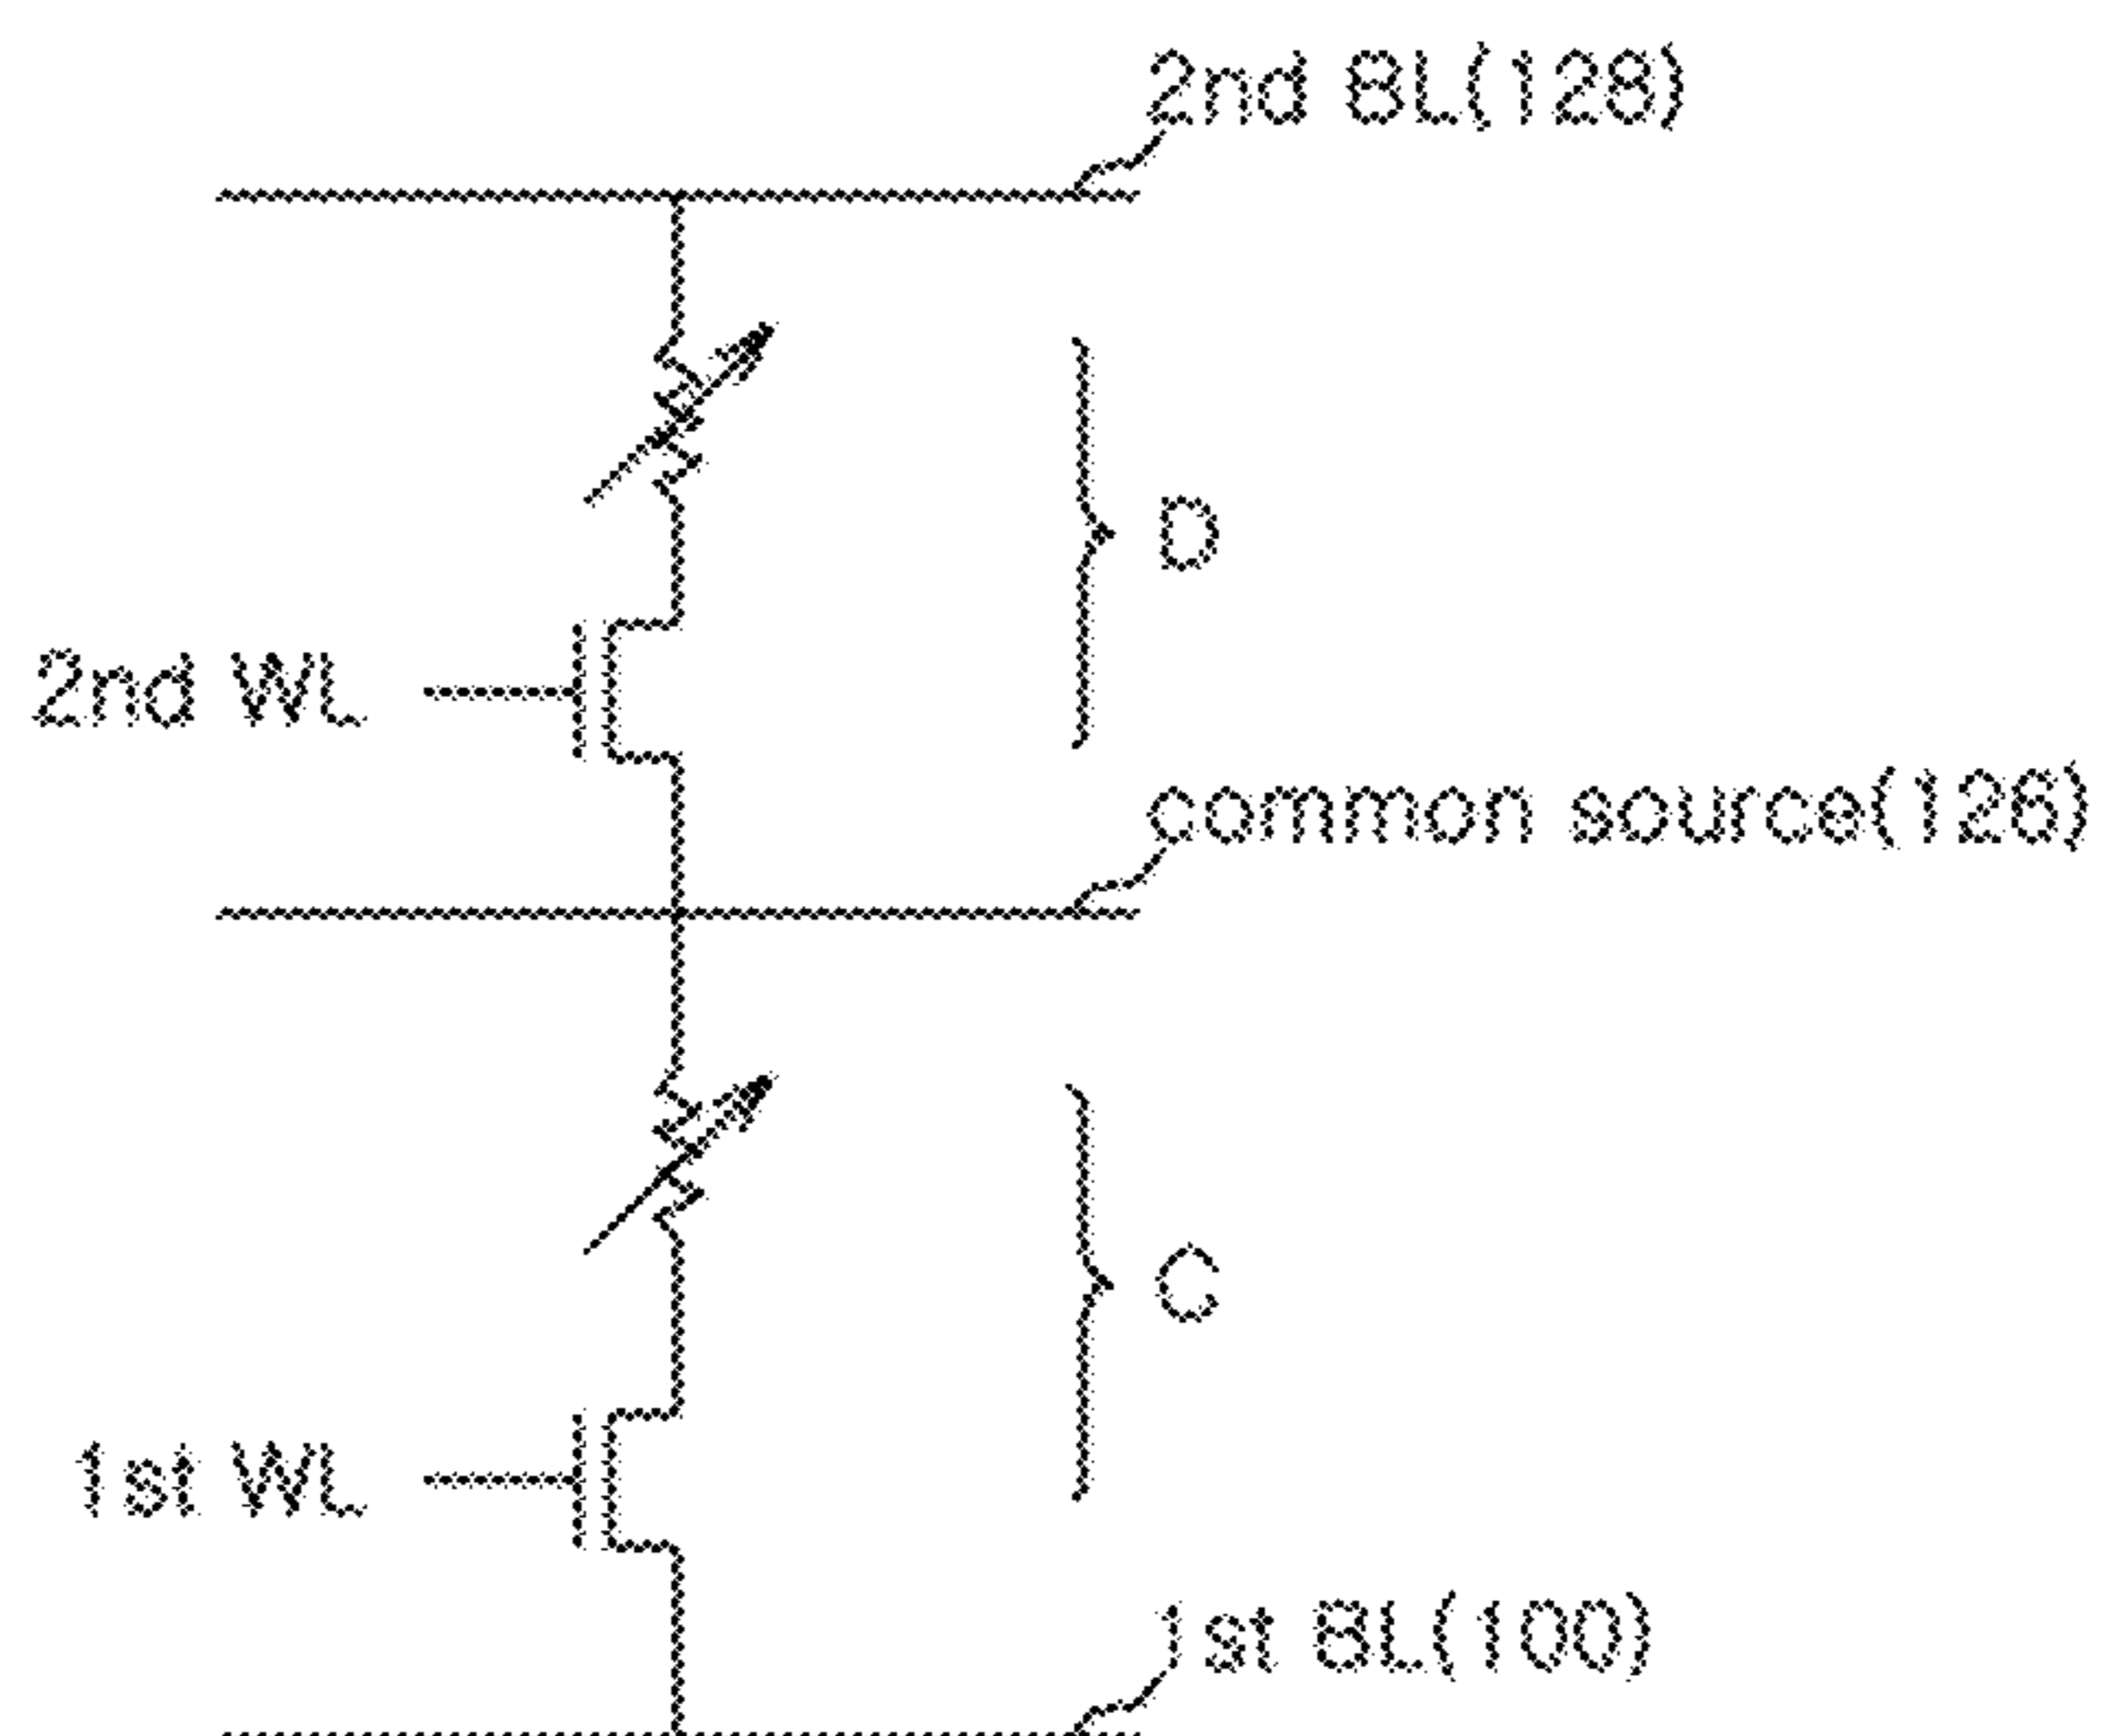 2nd BL(128)
D
2nd WL
common source(126)
C
1st WL
1st BL(100)